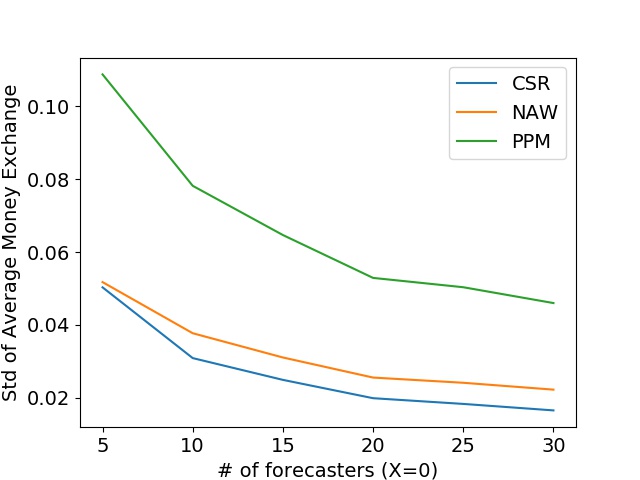 CSR
NAW
PPM
Std of Average Money Exchange
0.10
0.08
0.06
0.04
0.02
5 10 15 20 25 30
# of forecasters (X=0)